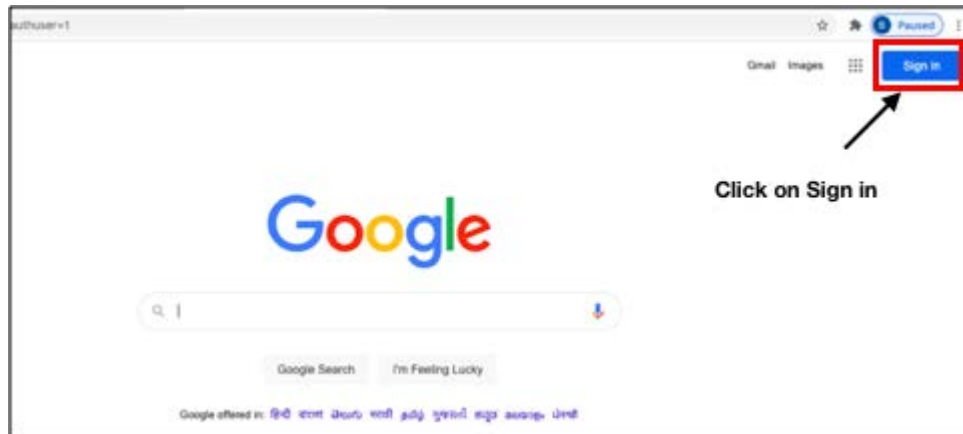 authuser=1
Paused
Gmail Images
Sign in
Click on Sign in
Google
Google Search I'm Feeling Lucky
Google offered in: हिन्दी বাংলা తెలుగు मराठी தமிழ் ગુજરાતી ಕನ್ನಡ മലയാളം ਪੰਜਾਬੀ